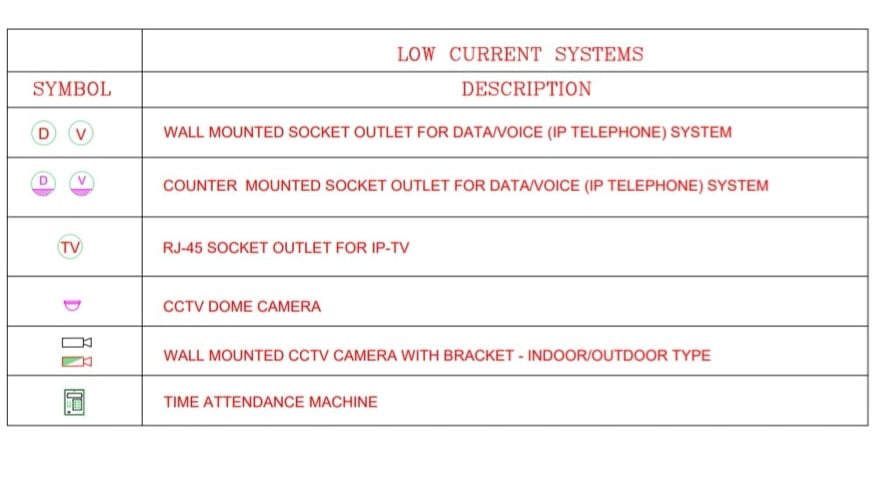 LOW CURRENT SYSTEMS
SYMBOL DESCRIPTION
D V WALL MOUNTED SOCKET OUTLET FOR DATA/VOICE (IP TELEPHONE) SYSTEM
D V COUNTER MOUNTED SOCKET OUTLET FOR DATA/VOICE (IP TELEPHONE) SYSTEM
TV RJ-45 SOCKET OUTLET FOR IP-TV
CCTV DOME CAMERA
WALL MOUNTED CCTV CAMERA WITH BRACKET - INDOOR/OUTDOOR TYPE
TIME ATTENDANCE MACHINE